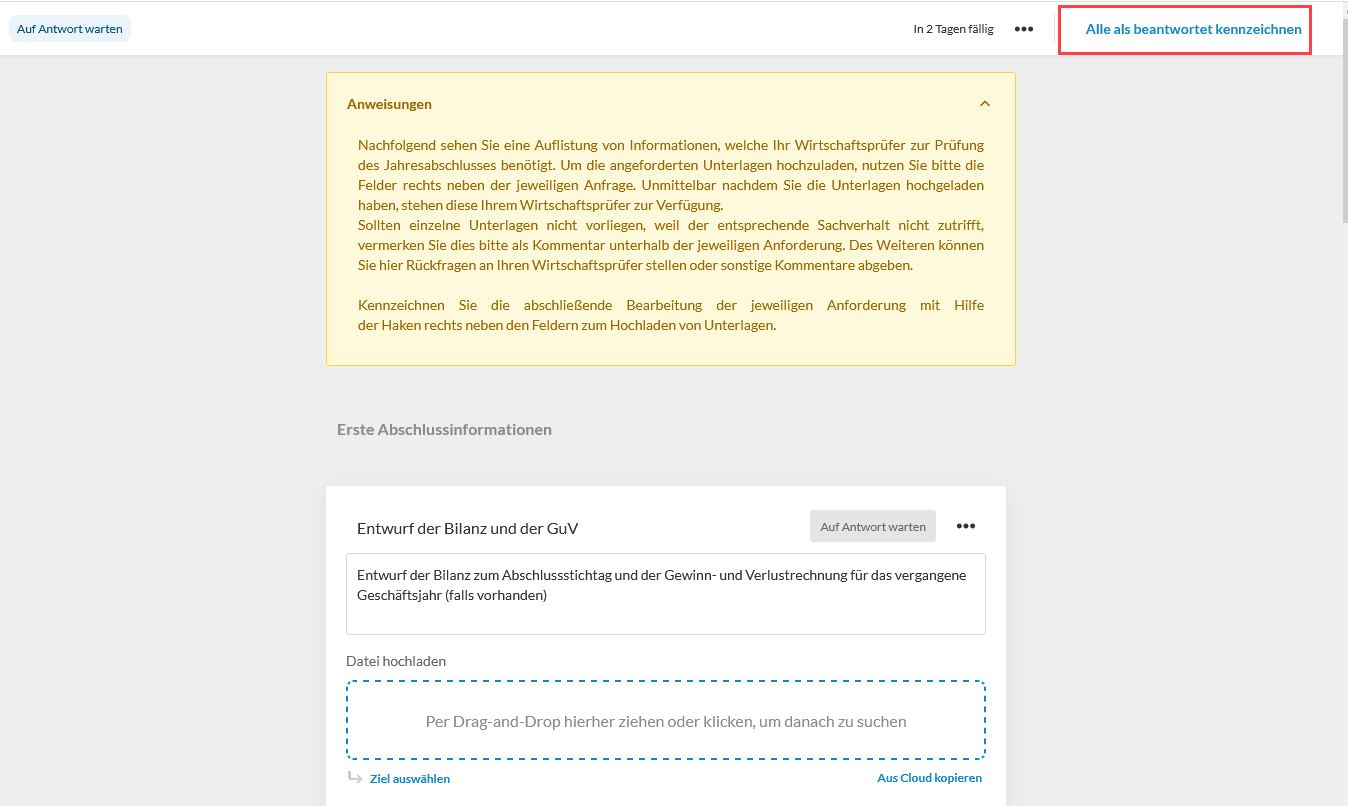 Auf Antwort warten
In 2 Tagen fällig
Alle als beantwortet kennzeichnen
Anweisungen
Nachfolgend sehen Sie eine Auflistung von Informationen, welche Ihr Wirtschaftsprüfer zur Prüfung
des Jahresabschlusses benötigt. Um die angeforderten Unterlagen hochzuladen, nutzen Sie bitte die
Felder rechts neben der jeweiligen Anfrage. Unmittelbar nachdem Sie die Unterlagen hochgeladen
haben, stehen diese Ihrem Wirtschaftsprüfer zur Verfügung.
Sollten einzelne Unterlagen nicht vorliegen, weil der entsprechende Sachverhalt nicht zutrifft,
vermerken Sie dies bitte als Kommentar unterhalb der jeweiligen Anforderung. Des Weiteren können
Sie hier Rückfragen an Ihren Wirtschaftsprüfer stellen oder sonstige Kommentare abgeben.
Kennzeichnen Sie die abschließende Bearbeitung der jeweiligen Anforderung mit Hilfe
der Haken rechts neben den Feldern zum Hochladen von Unterlagen.
Erste Abschlussinformationen
Entwurf der Bilanz und der GuV
Auf Antwort warten
Entwurf der Bilanz zum Abschlussstichtag und der Gewinn- und Verlustrechnung für das vergangene
Geschäftsjahr (falls vorhanden)
Datei hochladen
Per Drag-and-Drop hierher ziehen oder klicken, um danach zu suchen
Ziel auswählen
Aus Cloud kopieren